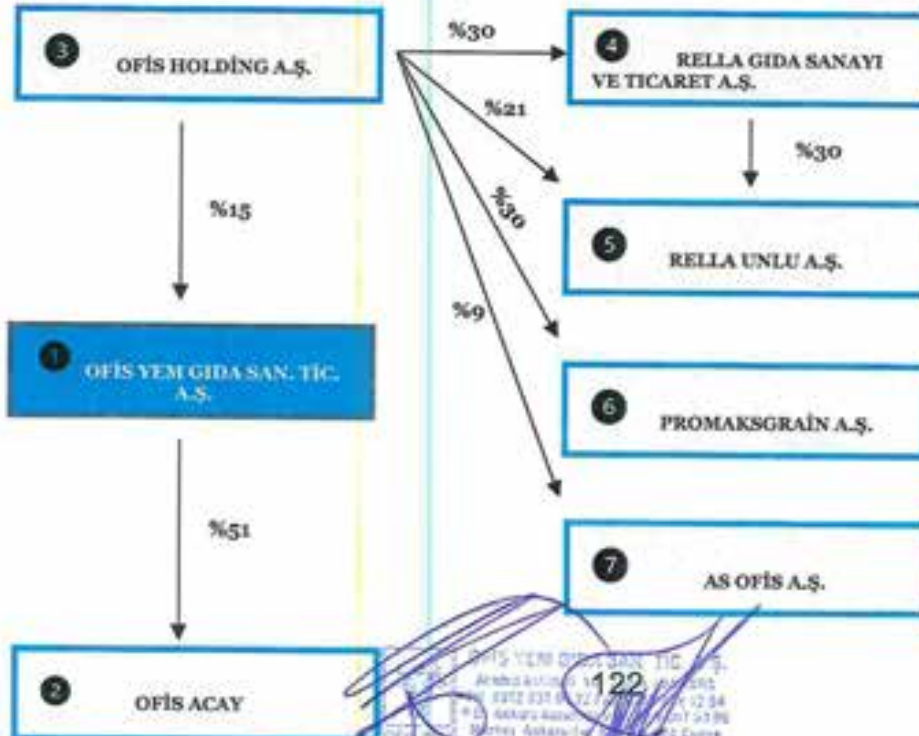 3
OFİS HOLDİNG A.Ş.
%30
4
RELLA GIDA SANAYI
VE TICARET A.Ş.
%21
%30
%15
%30
5
RELLA UNLU A.Ş.
%9
1
OFİS YEM GIDA SAN. TİC.
A.Ş.
6
PROMAKSGRAİN A.Ş.
%51
7
AS OFİS A.Ş.
2
OFİS ACAY
OFİS YEM GIDA SAN. TİC. A.Ş.
122